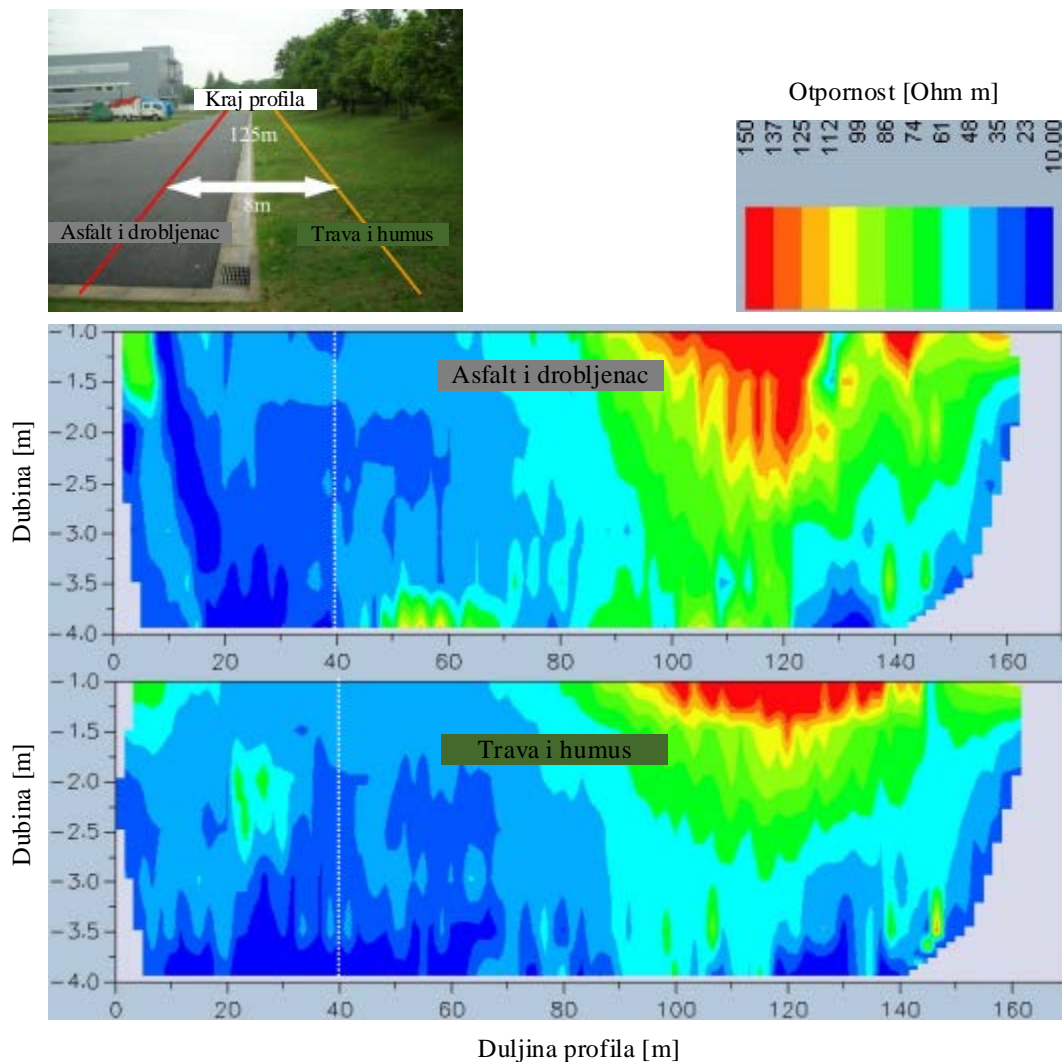 Kraj profila
125m
8m
Asfalt i drobljenac
Trava i humus
Otpornost [Ohm m]
150 137 125 112 99 86 74 61 48 35 23 10.00
Asfalt i drobljenac
Dubina [m]
-1.0
-1.5
-2.0
-2.5
-3.0
-3.5
-4.0
0 20 40 60 80 100 120 140 160
Trava i humus
Dubina [m]
-1.0
-1.5
-2.0
-2.5
-3.0
-3.5
-4.0
0 20 40 60 80 100 120 140 160
Duljina profila [m]